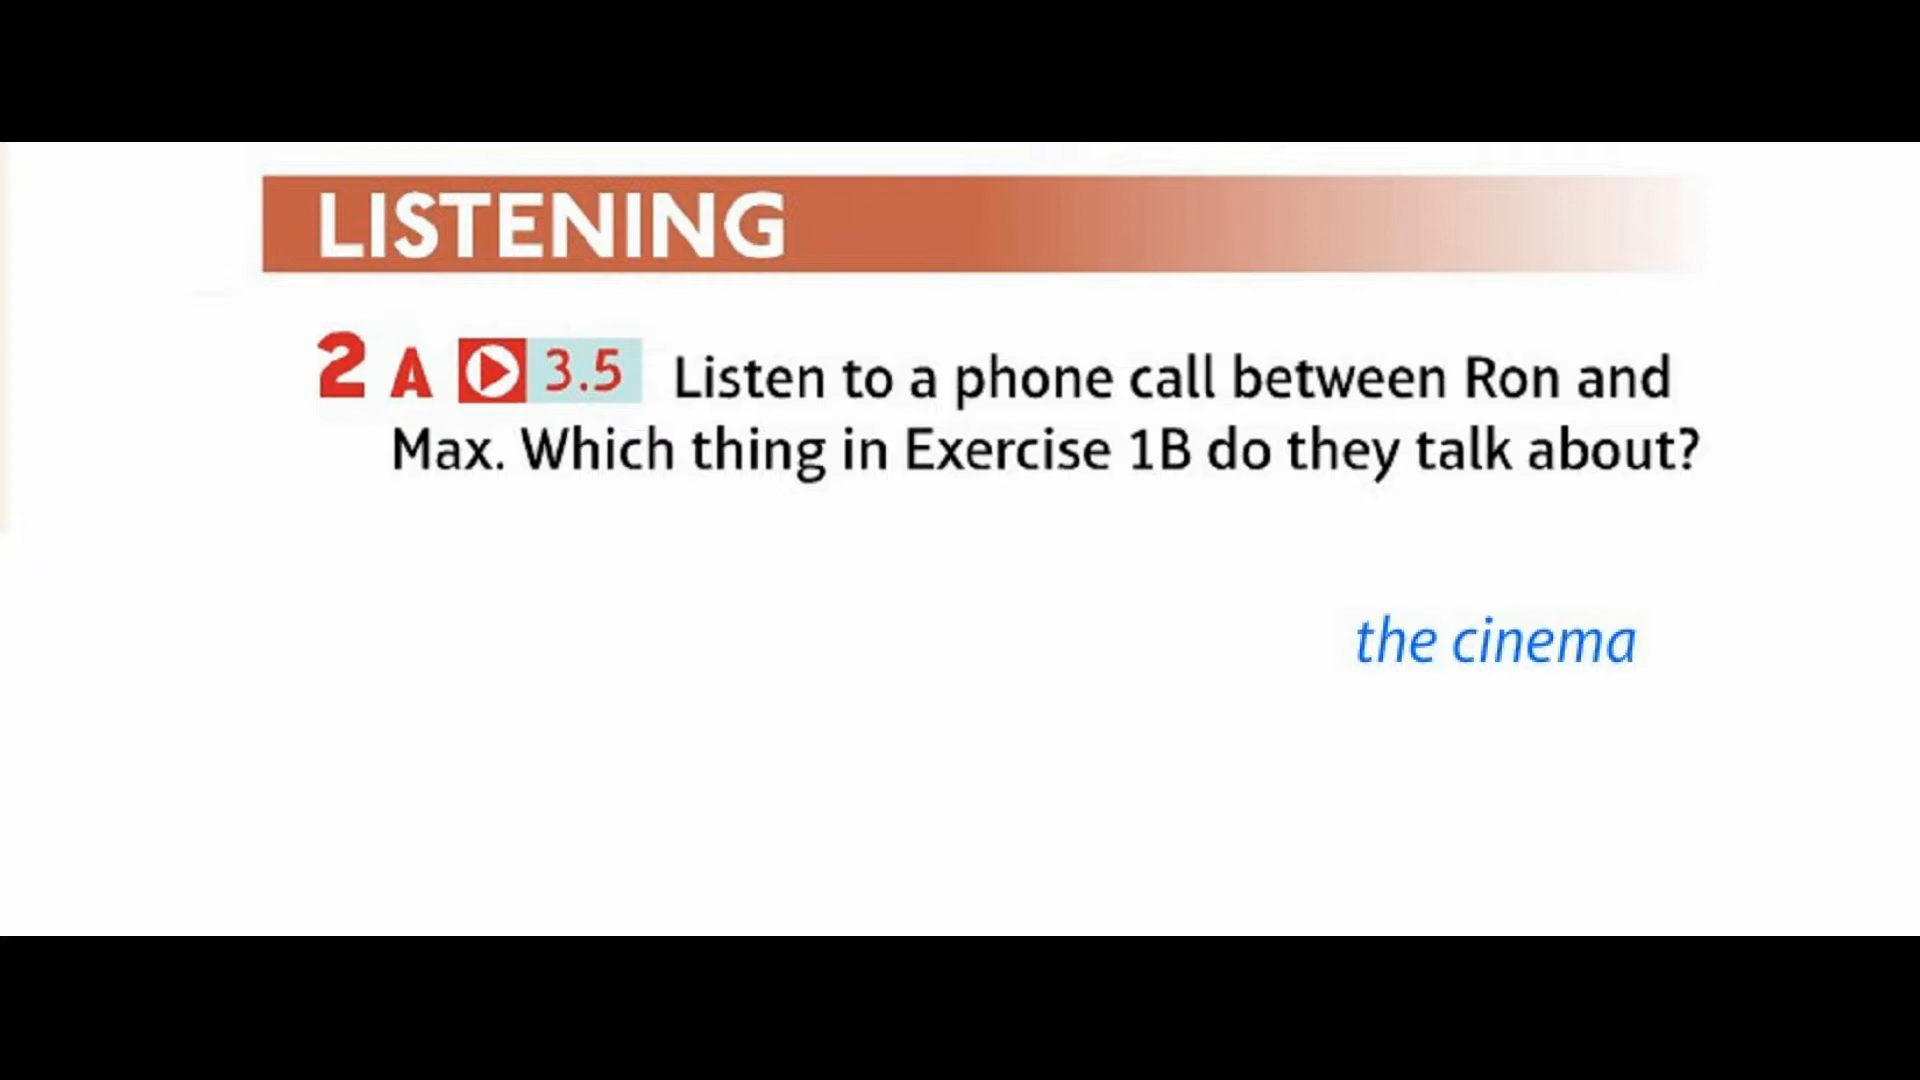 LISTENING
2 A 3.5 Listen to a phone call between Ron and
Max. Which thing in Exercise 1B do they talk about?
the cinema